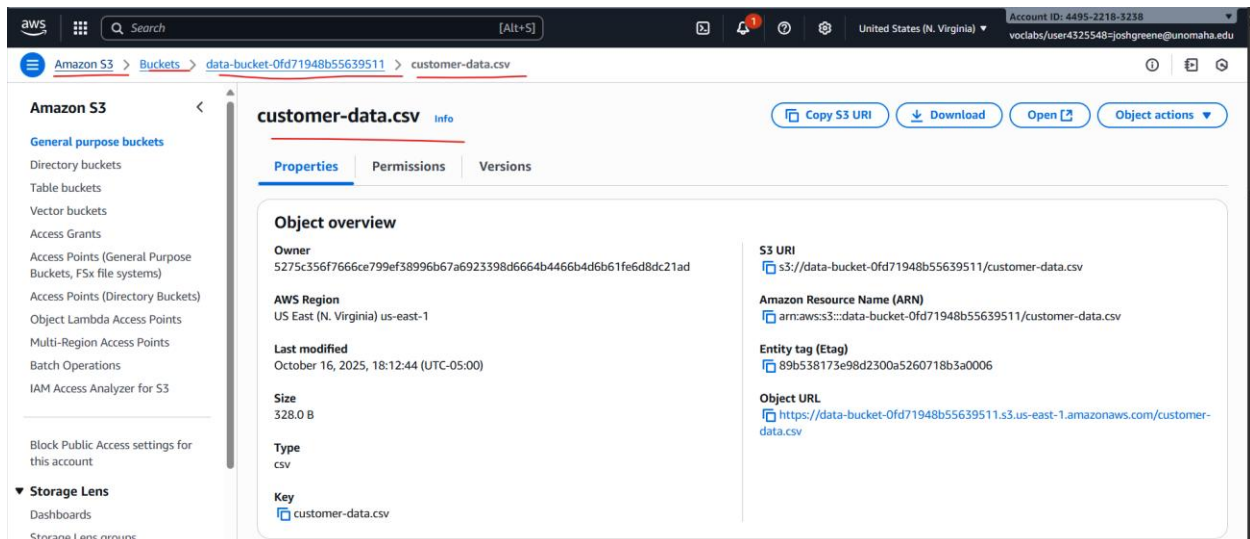 aws
Search
[Alt+S]
1
United States (N. Virginia) ▼
Account ID: 4495-2218-3238 ▼
voclabs/user4325548=joshgreene@unomaha.edu
Amazon S3 > Buckets > data-bucket-0fd71948b55639511 > customer-data.csv
Amazon S3 <
General purpose buckets
Directory buckets
Table buckets
Vector buckets
Access Grants
Access Points (General Purpose
Buckets, FSx file systems)
Access Points (Directory Buckets)
Object Lambda Access Points
Multi-Region Access Points
Batch Operations
IAM Access Analyzer for S3
Block Public Access settings for
this account
▼ Storage Lens
Dashboards
Storage Lens groups
customer-data.csv Info
Copy S3 URI
Download
Open
Object actions ▼
Properties
Permissions
Versions
Object overview
Owner
5275c356f7666ce799ef38996b67a6923398d6664b4466b4d6b61fe6d8dc21ad
AWS Region
US East (N. Virginia) us-east-1
Last modified
October 16, 2025, 18:12:44 (UTC-05:00)
Size
328.0 B
Type
csv
Key
customer-data.csv
S3 URI
s3://data-bucket-0fd71948b55639511/customer-data.csv
Amazon Resource Name (ARN)
arn:aws:s3:::data-bucket-0fd71948b55639511/customer-data.csv
Entity tag (Etag)
89b538173e98d2300a5260718b3a0006
Object URL
https://data-bucket-0fd71948b55639511.s3.us-east-1.amazonaws.com/customer-
data.csv